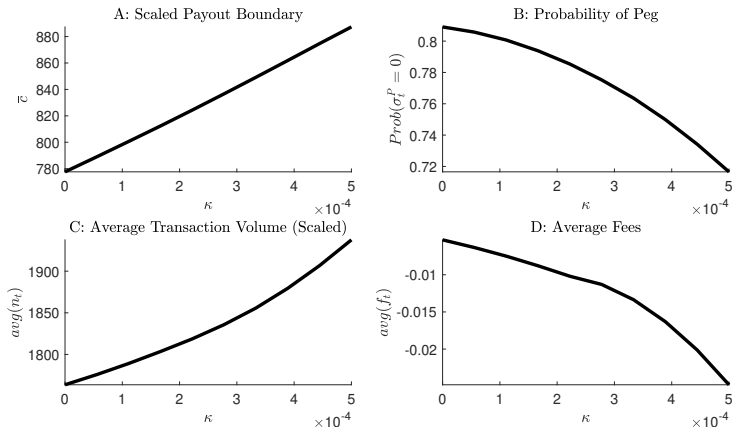 A: Scaled Payout Boundary
880
860
840
820
800
780
c̅
0 1 2 3 4 5
κ
×10⁻⁴
B: Probability of Peg
0.8
0.78
0.76
0.74
0.72
Prob(σₜᴾ = 0)
0 1 2 3 4 5
κ
×10⁻⁴
C: Average Transaction Volume (Scaled)
1900
1850
1800
avg(nₜ)
0 1 2 3 4 5
κ
×10⁻⁴
D: Average Fees
-0.01
-0.015
-0.02
avg(fₜ)
0 1 2 3 4 5
κ
×10⁻⁴